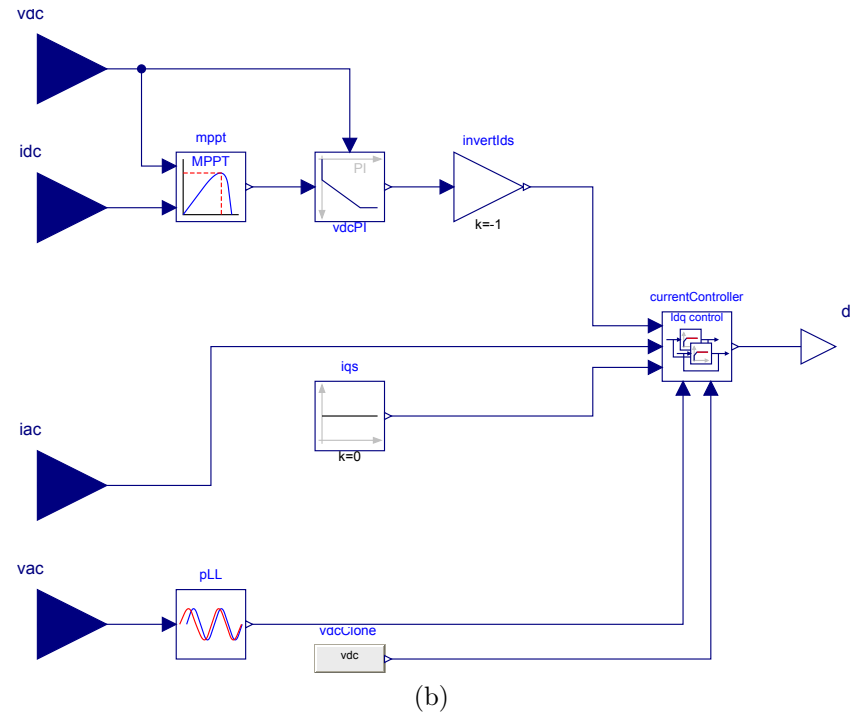 vdc
idc
mppt
MPPT
PI
vdcPI
invertIds
k=-1
currentController
Idq control
d
iqs
k=0
iac
vac
pLL
vdcClone
vdc
(b)